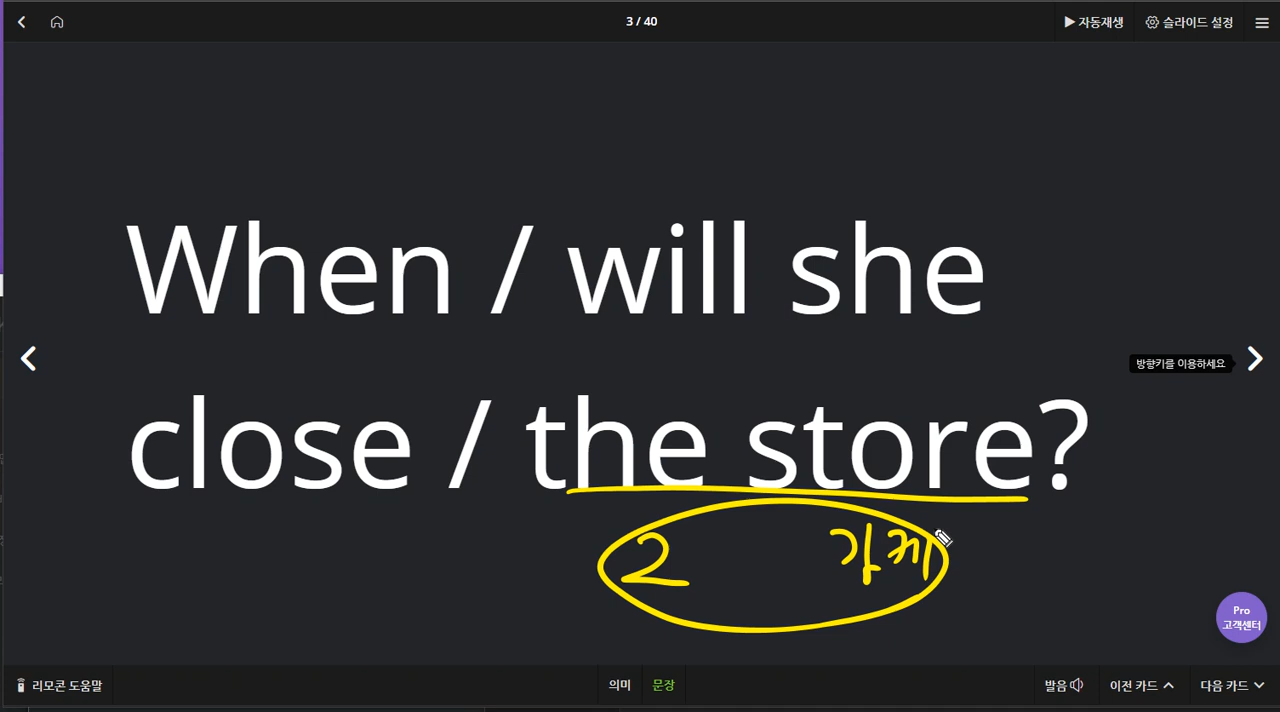 3 / 40
자동재생
슬라이드 설정
When / will she
방향키를 이용하세요
close / the store?
2
Pro
고객센터
리모콘 도움말
의미
문장
발음
이전 카드
다음 카드